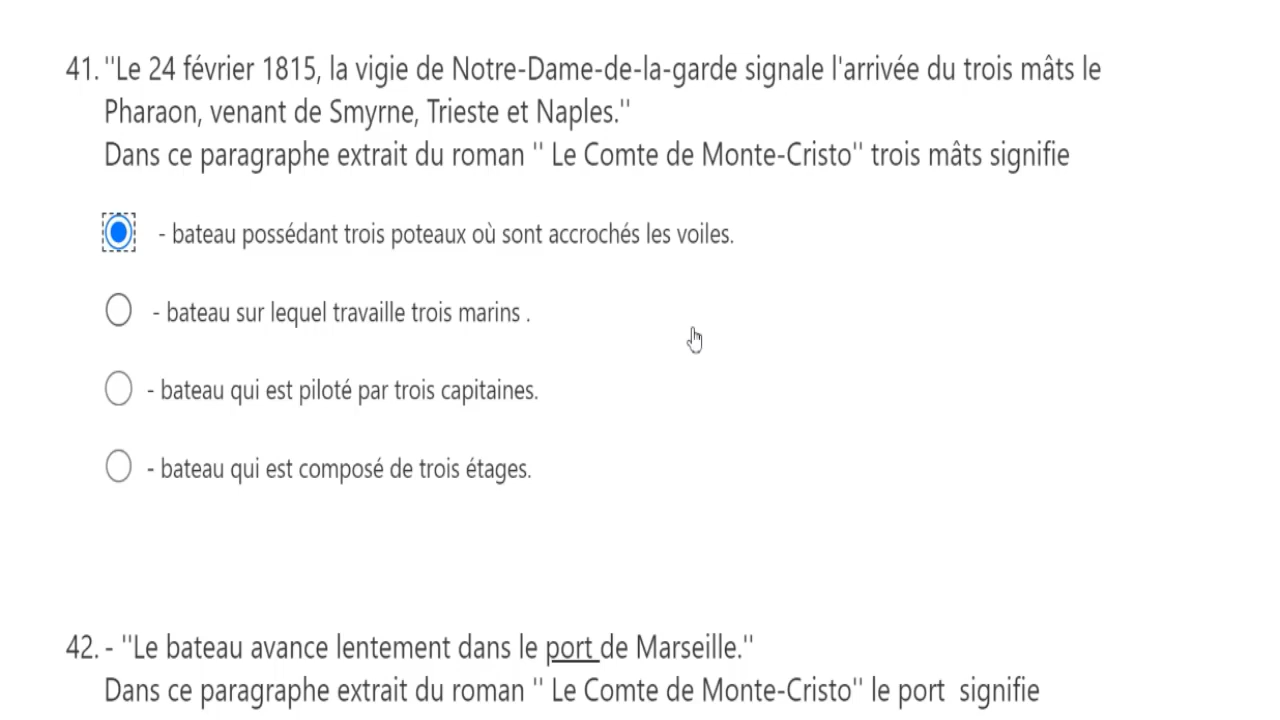 41. "Le 24 février 1815, la vigie de Notre-Dame-de-la-garde signale l'arrivée du trois mâts le
Pharaon, venant de Smyrne, Trieste et Naples."
Dans ce paragraphe extrait du roman " Le Comte de Monte-Cristo" trois mâts signifie
- bateau possédant trois poteaux où sont accrochés les voiles.
- bateau sur lequel travaille trois marins .
- bateau qui est piloté par trois capitaines.
- bateau qui est composé de trois étages.
42. - "Le bateau avance lentement dans le port de Marseille."
Dans ce paragraphe extrait du roman " Le Comte de Monte-Cristo" le port signifie